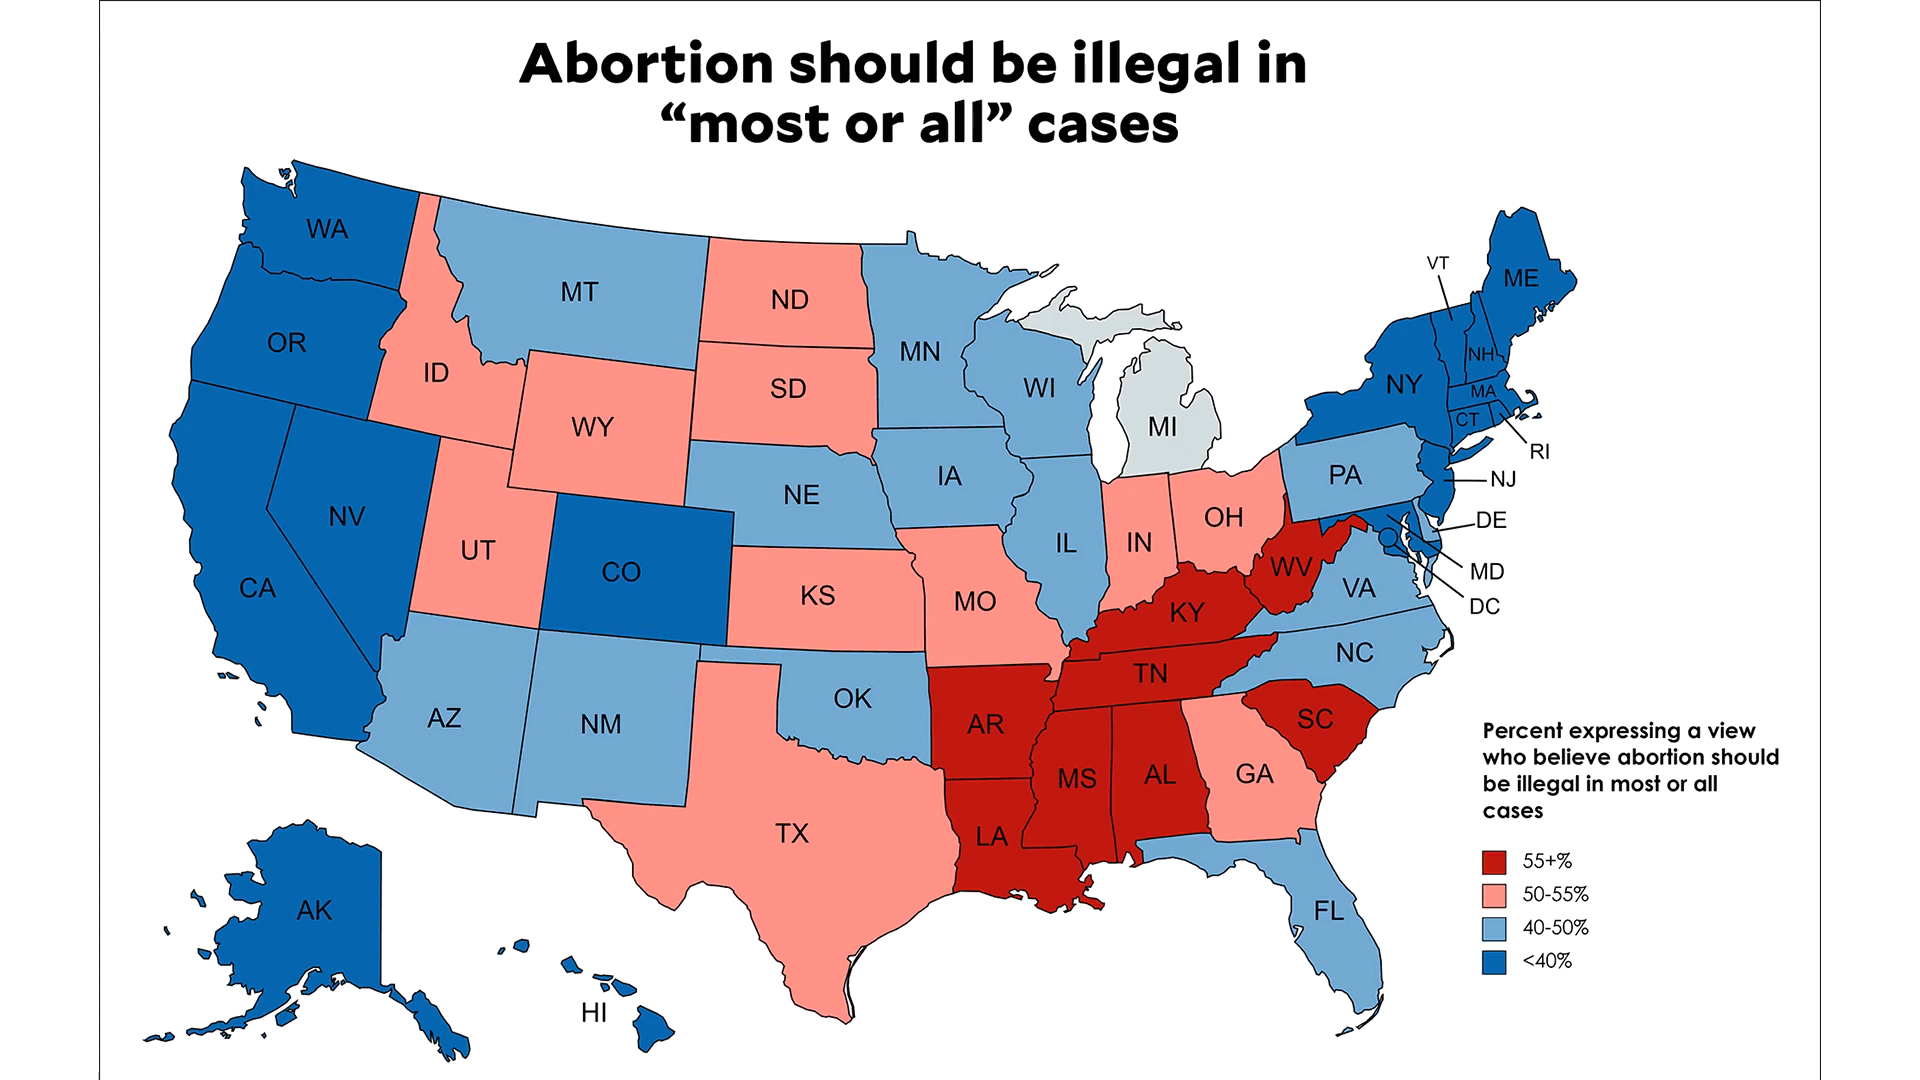 Abortion should be illegal in
“most or all” cases
WA
OR
CA
NV
ID
MT
WY
UT
CO
AZ
NM
ND
SD
NE
KS
OK
TX
MN
IA
MO
AR
LA
WI
IL
MI
IN
OH
KY
TN
MS
AL
GA
FL
SC
NC
VA
WV
PA
NY
VT
NH
ME
MA
CT
RI
NJ
DE
MD
DC
AK
HI
Percent expressing a view
who believe abortion should
be illegal in most or all
cases
55+%
50-55%
40-50%
<40%